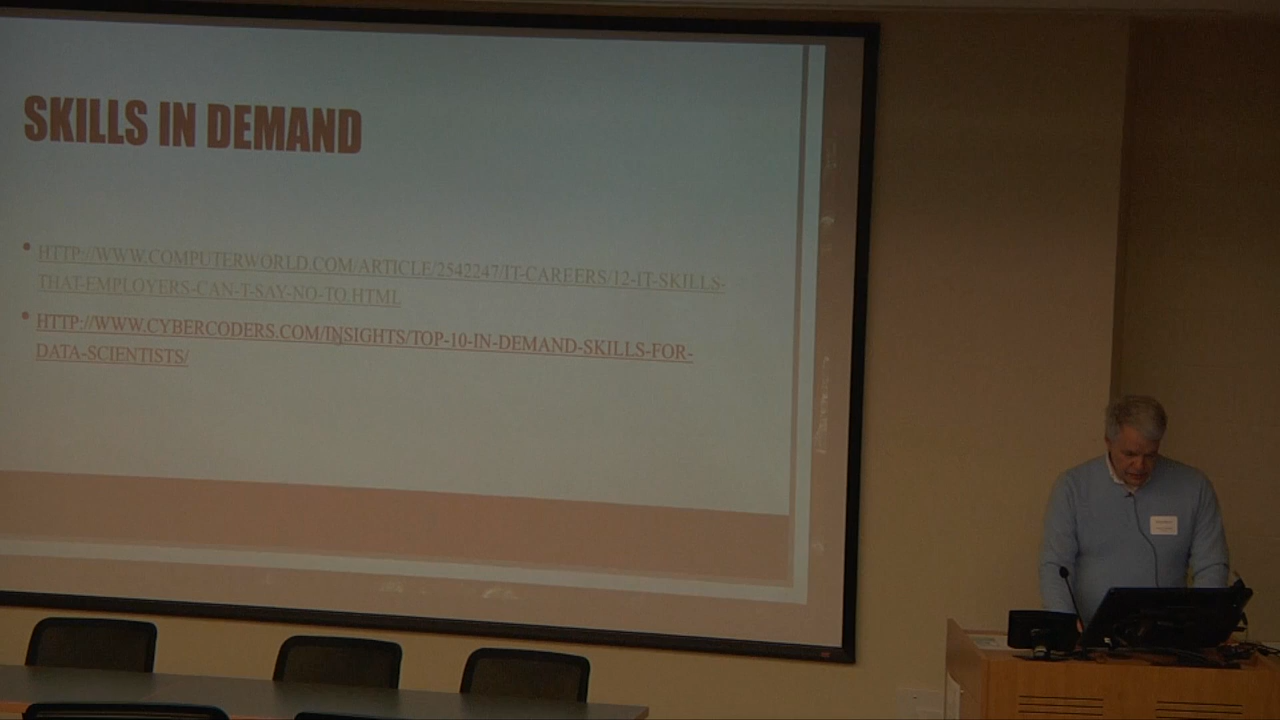 SKILLS IN DEMAND
• HTTP://WWW.COMPUTERWORLD.COM/ARTICLE/2542247/IT-CAREERS/12-IT-SKILLS-
THAT-EMPLOYERS-CAN-T-SAY-NO-TO.HTML
• HTTP://WWW.CYBERCODERS.COM/INSIGHTS/TOP-10-IN-DEMAND-SKILLS-FOR-
DATA-SCIENTISTS/